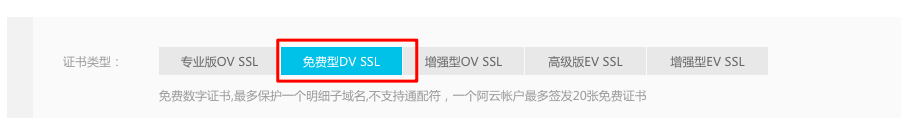 证书类型： 专业版OV SSL 免费型DV SSL 增强型OV SSL 高级版EV SSL 增强型EV SSL
免费数字证书,最多保护一个明细子域名,不支持通配符，一个阿云帐户最多签发20张免费证书